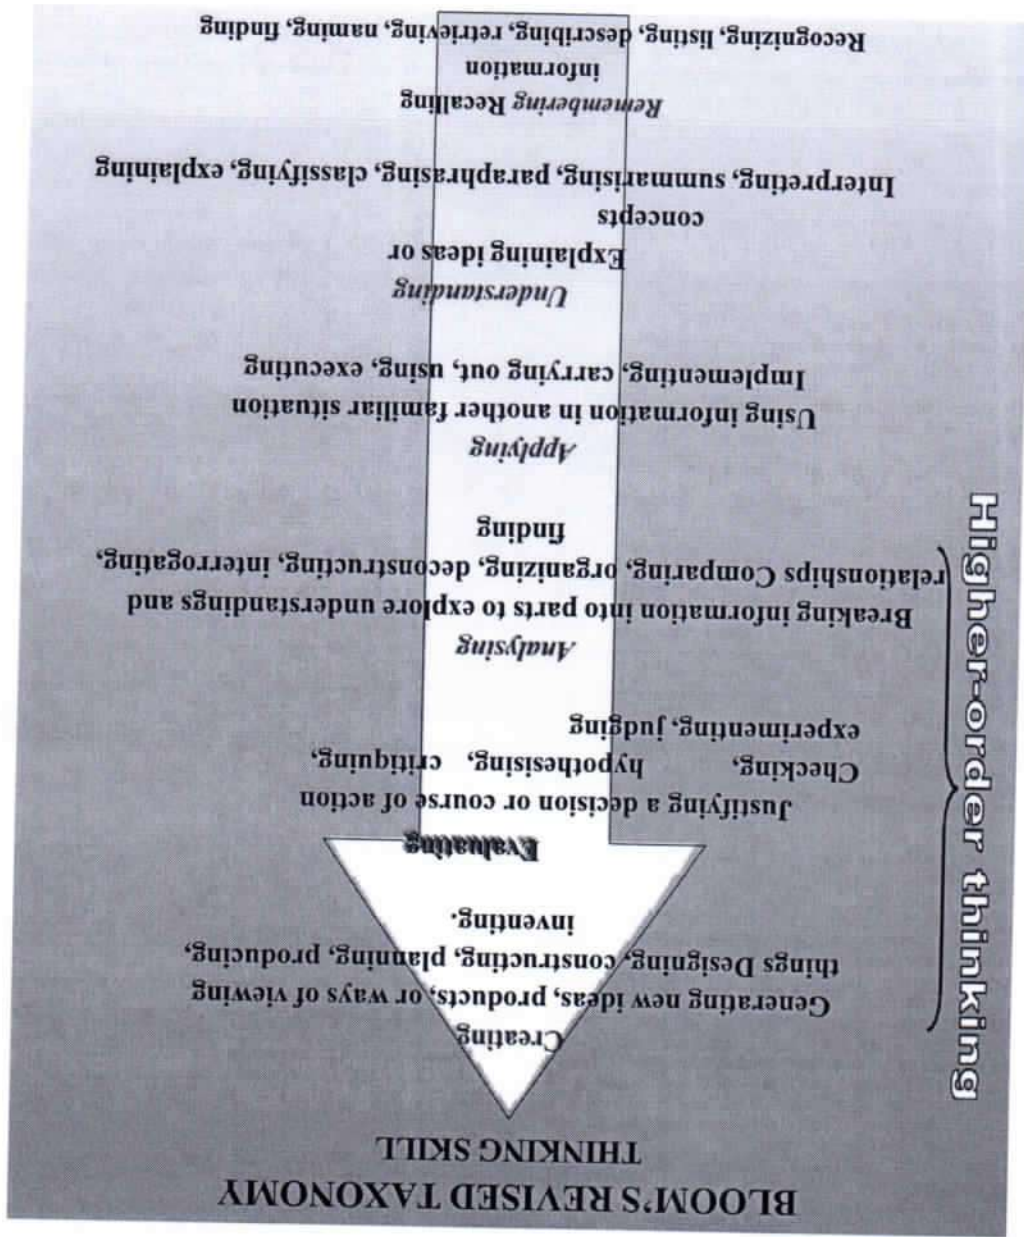 BLOOM'S REVISED TAXONOMY
THINKING SKILL
Creating
Generating new ideas, products, or ways of viewing
things Designing, constructing, planning, producing,
inventing.
Evaluating
Justifying a decision or course of action
Checking, hypothesising, critiquing,
experimenting, judging
Analysing
Breaking information into parts to explore understandings and
relationships Comparing, organizing, deconstructing, interrogating,
finding
Applying
Using information in another familiar situation
Implementing, carrying out, using, executing
Understanding
Explaining ideas or
concepts
Interpreting, summarising, paraphrasing, classifying, explaining
Remembering Recalling
information
Recognizing, listing, describing, retrieving, naming, finding
Higher-order thinking